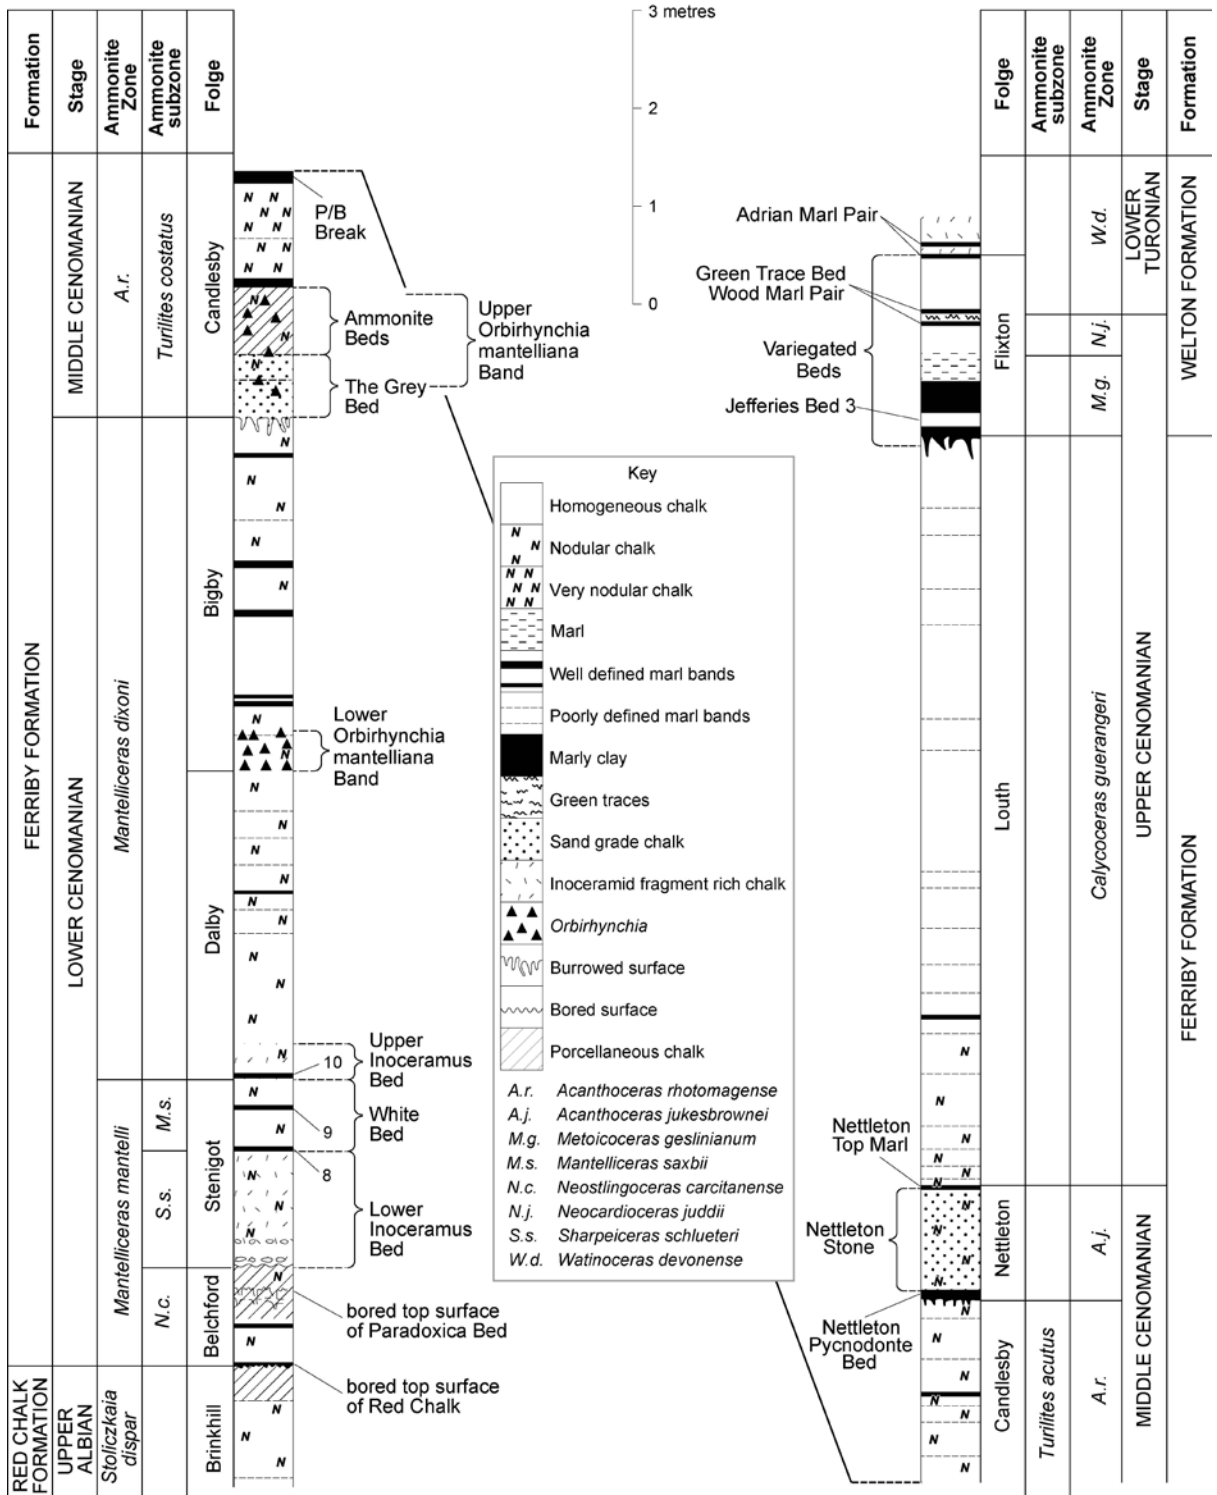 Formation
Stage
Ammonite
Zone
Ammonite
subzone
Folge
3 metres
2
1
0
Folge
Ammonite
subzone
Ammonite
Zone
Stage
Formation
FERRIBY FORMATION
RED CHALK
FORMATION
MIDDLE CENOMANIAN
LOWER CENOMANIAN
UPPER
ALBIAN
A.r.
Mantelliceras dixoni
Mantelliceras mantelli
Stoliczkaia
dispar
Turilites costatus
M.s.
S.s.
N.c.
Candlesby
Bigby
Dalby
Stenigot
Belchford
Brinkhill
P/B
Break
Ammonite
Beds
The Grey
Bed
Upper
Orbirhynchia
mantelliana
Band
Lower
Orbirhynchia
mantelliana
Band
10
Upper
Inoceramus
Bed
9
White
Bed
8
Lower
Inoceramus
Bed
bored top surface
of Paradoxica Bed
bored top surface
of Red Chalk
Key
Homogeneous chalk
N
N
N
Nodular chalk
N N
N N
N N
Very nodular chalk
Marl
Well defined marl bands
Poorly defined marl bands
Marly clay
Green traces
Sand grade chalk
Inoceramid fragment rich chalk
Orbirhynchia
Burrowed surface
Bored surface
Porcellaneous chalk
A.r. Acanthoceras rhotomagense
A.j. Acanthoceras jukesbrownei
M.g. Metoicoceras geslinianum
M.s. Mantelliceras saxbii
N.c. Neostlingoceras carcitanense
N.j. Neocardioceras juddii
S.s. Sharpeiceras schlueteri
W.d. Watinoceras devonense
Adrian Marl Pair
Green Trace Bed
Wood Marl Pair
Variegated
Beds
Jefferies Bed 3
Nettleton
Top Marl
Nettleton
Stone
Nettleton
Pycnodonte
Bed
Flixton
Louth
Nettleton
Candlesby
Turilites acutus
W.d.
N.j.
M.g.
Calycoceras guerangeri
A.j.
A.r.
LOWER
TURONIAN
UPPER CENOMANIAN
MIDDLE CENOMANIAN
WELTON FORMATION
FERRIBY FORMATION